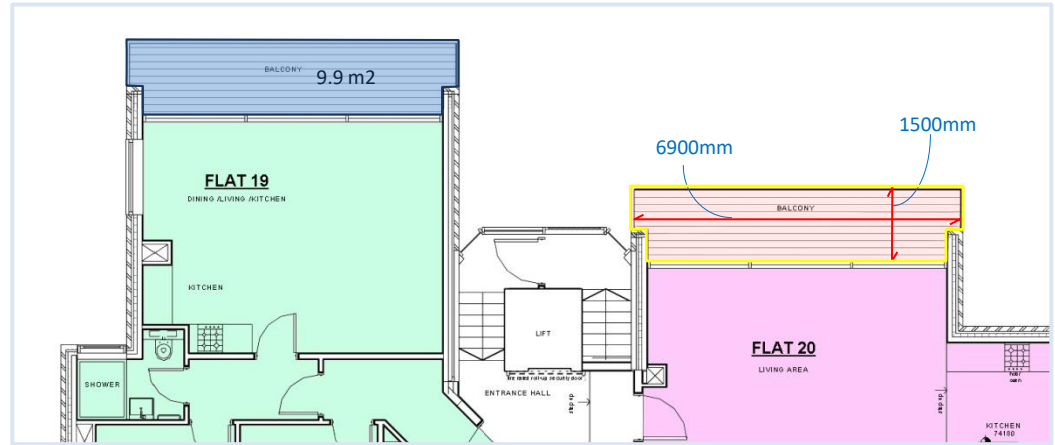 BALCONY
9.9 m2
1500mm
6900mm
FLAT 19
DINING /LIVING /KITCHEN
BALCONY
KITCHEN
LIFT
FLAT 20
LIVING AREA
SHOWER
ENTRANCE HALL
KITCHEN
74180